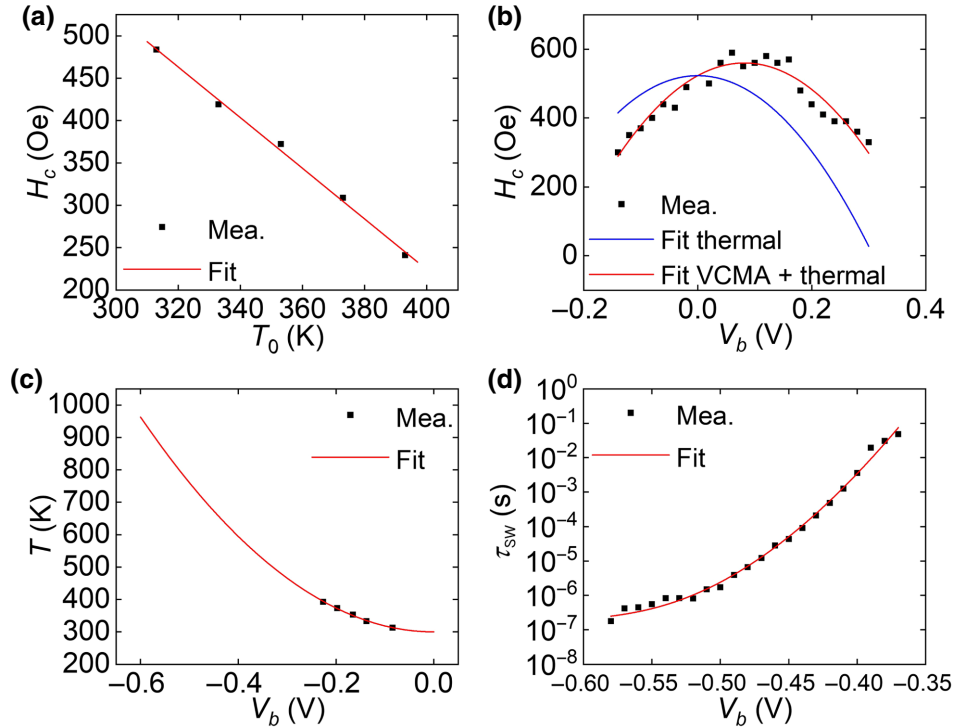 (a)
500
450
400
350
300
250
200
H_c (Oe)
Mea.
Fit
300 320 340 360 380 400
T_0 (K)
(b)
600
400
200
0
H_c (Oe)
Mea.
Fit thermal
Fit VCMA + thermal
−0.2 0.0 0.2 0.4
V_b (V)
(c)
1000
900
800
700
600
500
400
300
200
T (K)
Mea.
Fit
−0.6 −0.4 −0.2 0.0
V_b (V)
(d)
10^0
10^−1
10^−2
10^−3
10^−4
10^−5
10^−6
10^−7
10^−8
τ_SW (s)
Mea.
Fit
−0.60 −0.55 −0.50 −0.45 −0.40 −0.35
V_b (V)